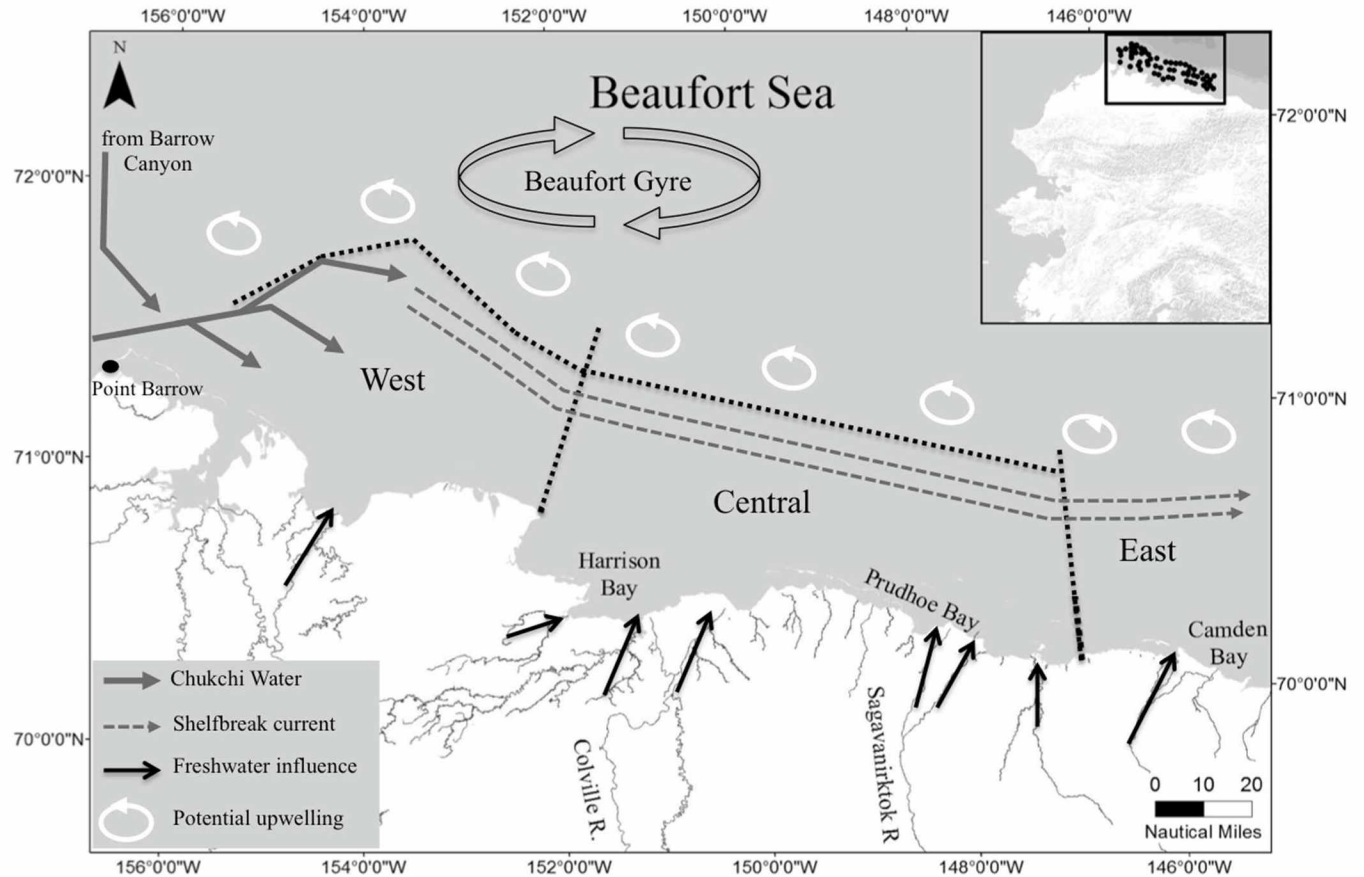 156°0'0"W 154°0'0"W 152°0'0"W 150°0'0"W 148°0'0"W 146°0'0"W
N
Beaufort Sea
from Barrow
Canyon
72°0'0"N
72°0'0"N
Beaufort Gyre
Point Barrow
West
71°0'0"N
71°0'0"N
Central
East
Harrison
Bay
Prudhoe Bay
Camden
Bay
70°0'0"N
70°0'0"N
Chukchi Water
Shelfbreak current
Freshwater influence
Potential upwelling
Colville R.
Sagavanirktok R
0 10 20
Nautical Miles
156°0'0"W 154°0'0"W 152°0'0"W 150°0'0"W 148°0'0"W 146°0'0"W